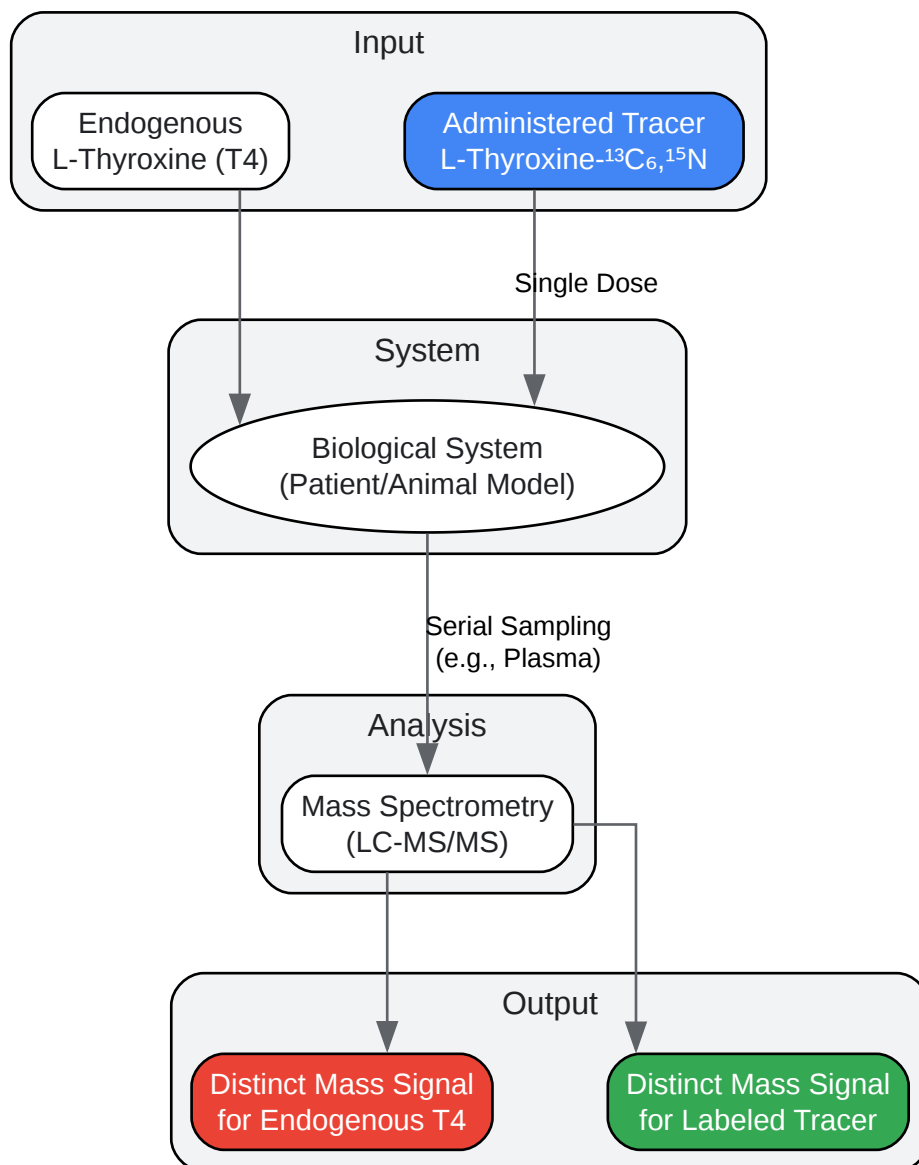 Input
Endogenous
L-Thyroxine (T4)
Administered Tracer
L-Thyroxine-¹³C₆,¹⁵N
Single Dose
System
Biological System
(Patient/Animal Model)
Serial Sampling
(e.g., Plasma)
Analysis
Mass Spectrometry
(LC-MS/MS)
Output
Distinct Mass Signal
for Endogenous T4
Distinct Mass Signal
for Labeled Tracer